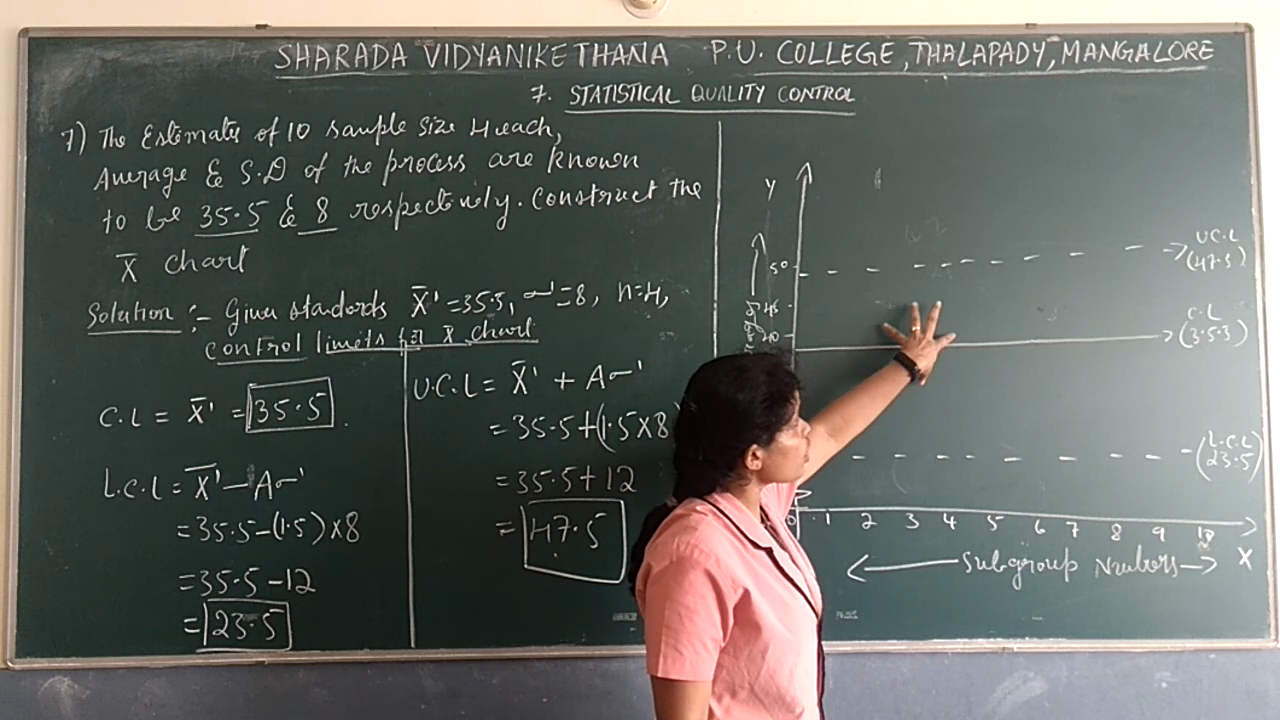 SHARADA VIDYANIKETHANA P.U. COLLEGE, THALAPADY, MANGALORE
7. STATISTICAL QUALITY CONTROL
7) The Estimates of 10 sample size 4 each,
Average & S.D of the process are known
to be 35.5 & 8 respectively. Construct the
X̄ chart
Solution :- Given standards X̄' = 35.5, σ' = 8, n=4,
control limits for X̄ chart
C.L = X̄' = 35.5
L.C.L = X̄' - Aσ'
= 35.5 - (1.5) × 8
= 35.5 - 12
= 23.5
U.C.L = X̄' + Aσ'
= 35.5 + (1.5 × 8
= 35.5 + 12
= 47.5
Y
50
45
40
U.C.L
(47.5)
C.L
(3.5.3)
L.C.L
(23.5)
0 1 2 3 4 5 6 7 8 9 10
Subgroup Numbers
X